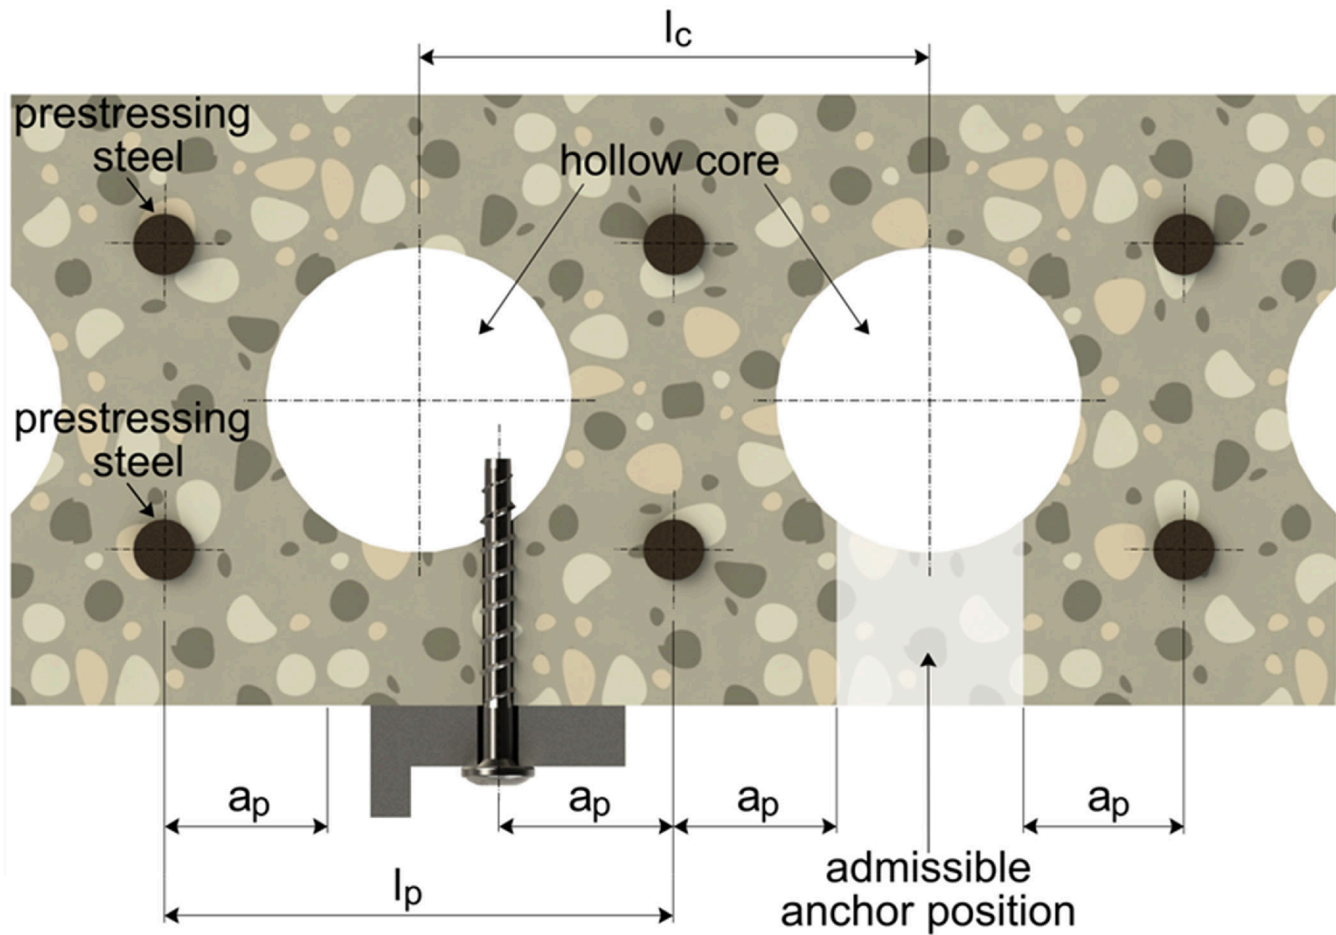 lc
prestressing
steel
hollow core
prestressing
steel
ap
ap
ap
ap
lp
admissible
anchor position